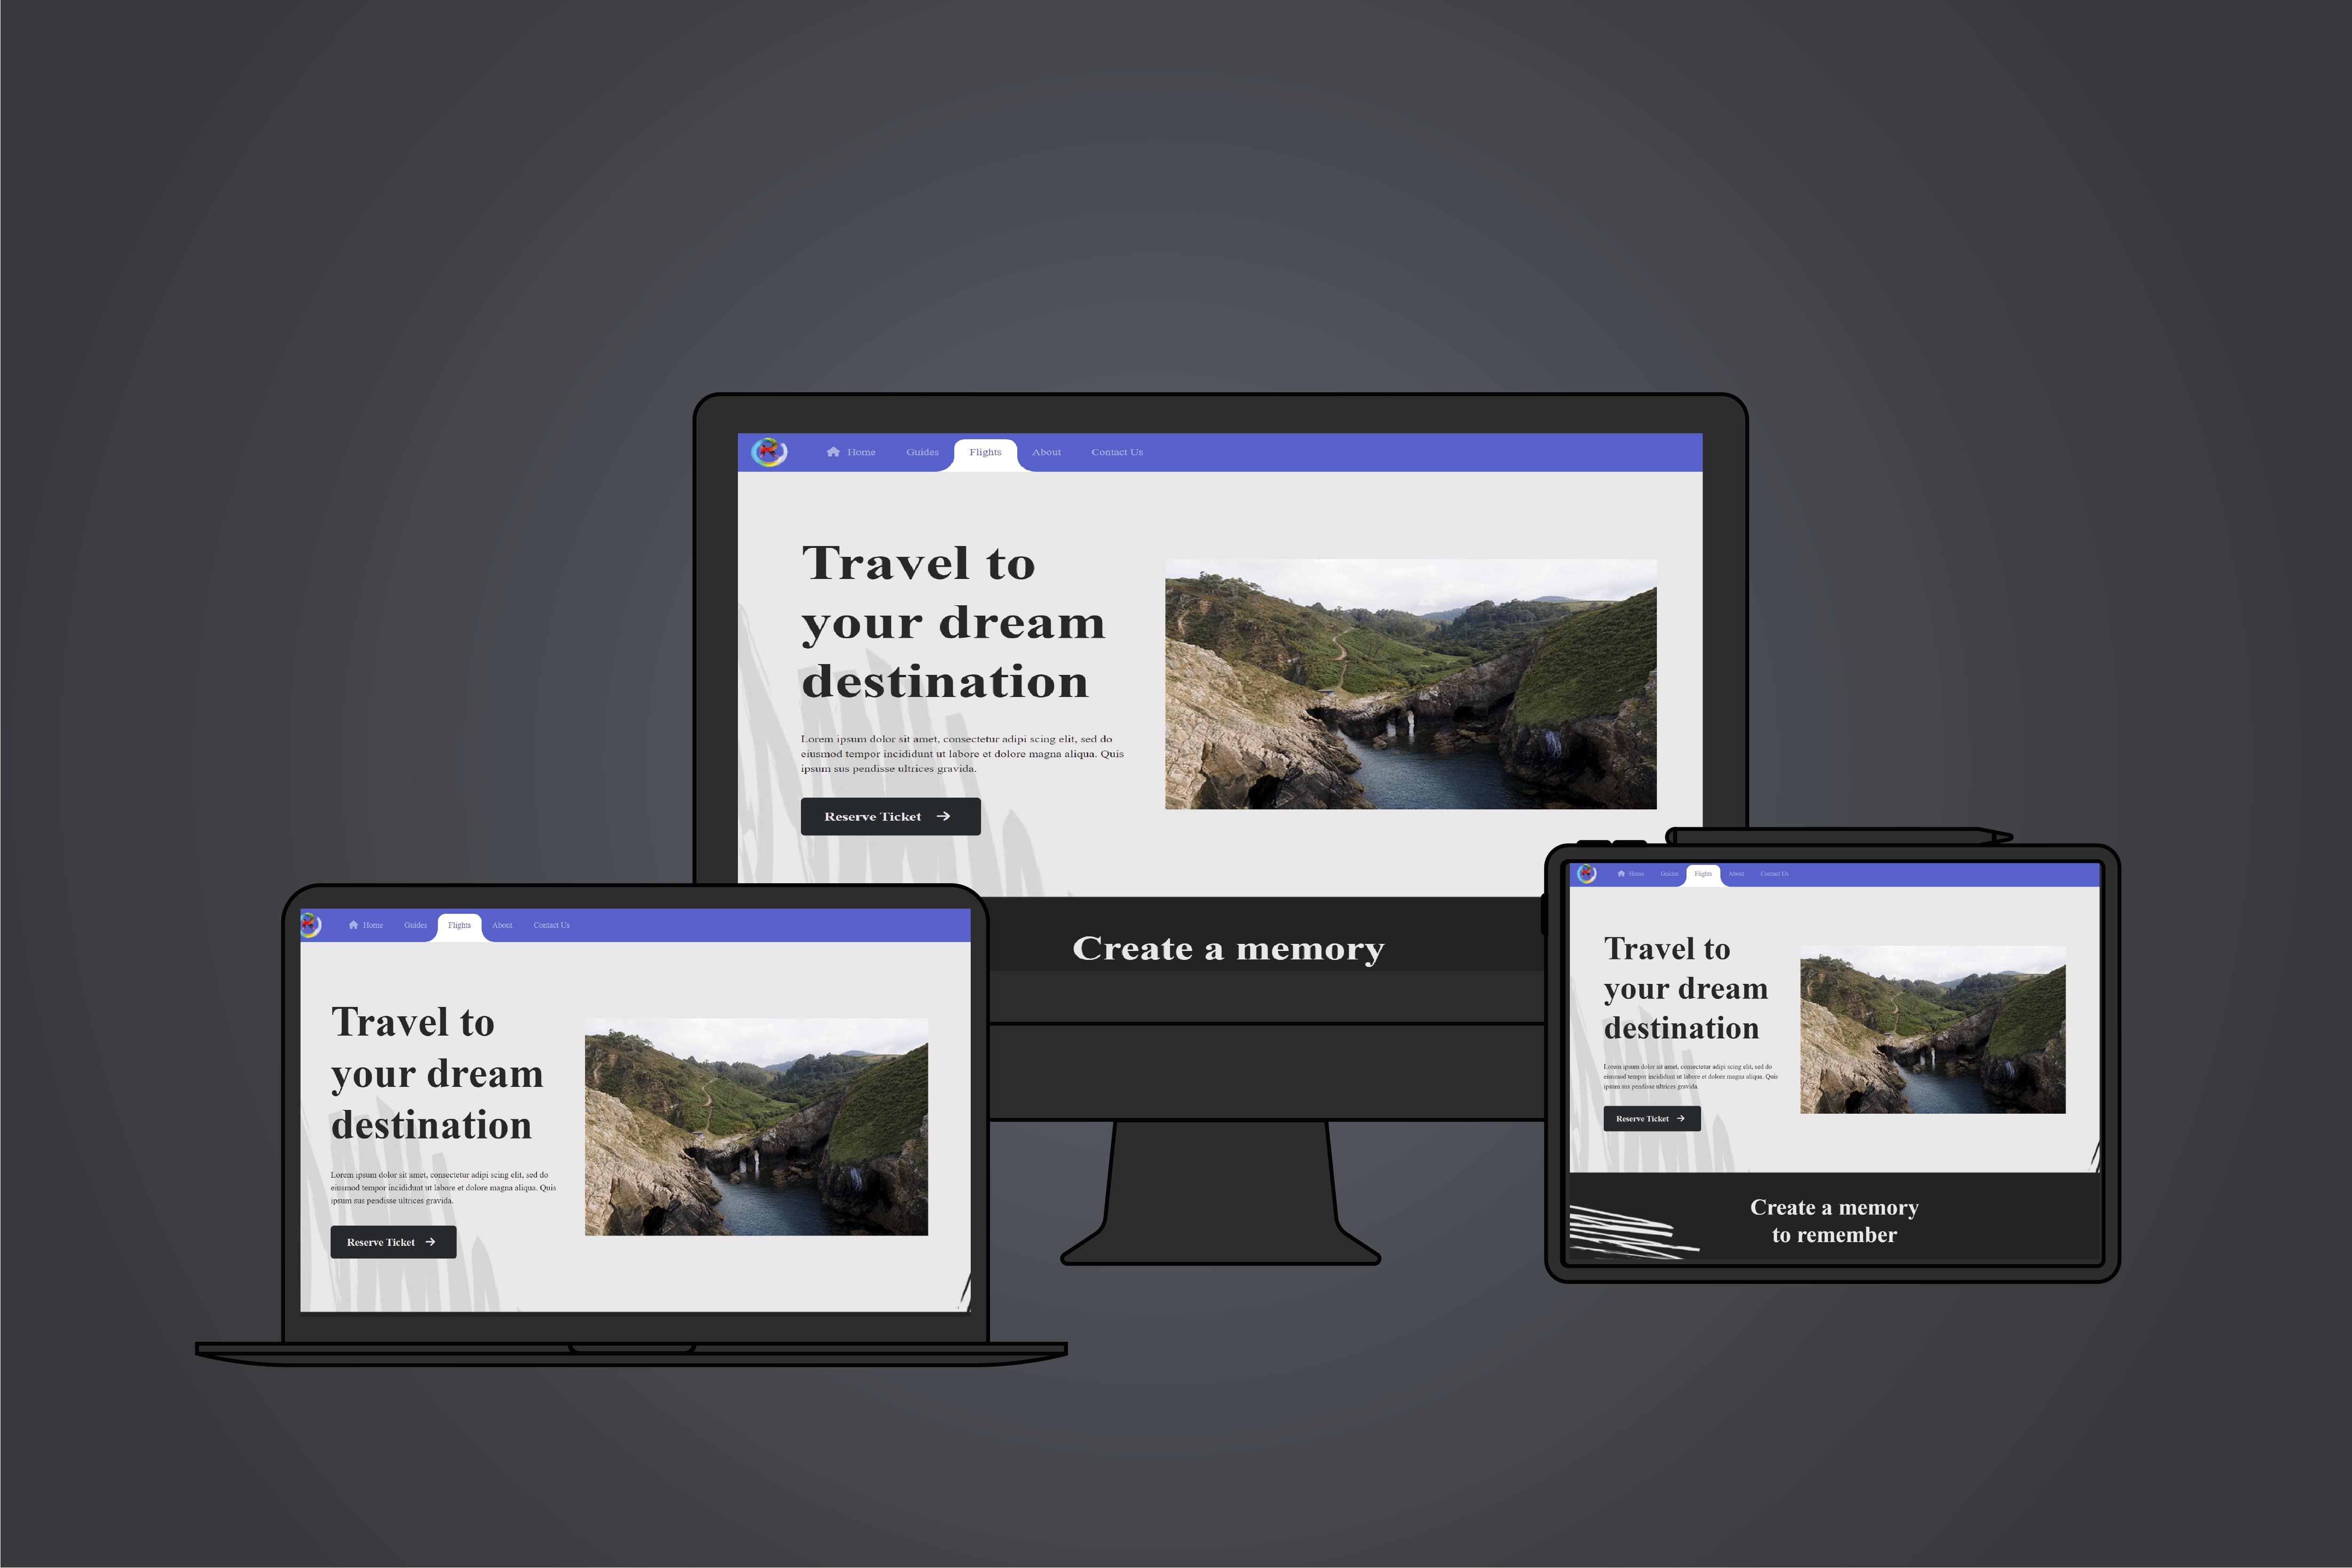 Home Guides Flights About Contact Us
Travel to
your dream
destination
Lorem ipsum dolor sit amet, consectetur adipi scing elit, sed do
eiusmod tempor incididunt ut labore et dolore magna aliqua. Quis
ipsum sus pendisse ultrices gravida.
Reserve Ticket
Create a memory
Home Guides Flights About Contact Us
Travel to
your dream
destination
Lorem ipsum dolor sit amet, consectetur adipi scing elit, sed do
eiusmod tempor incididunt ut labore et dolore magna aliqua. Quis
ipsum sus pendisse ultrices gravida.
Reserve Ticket
Home Guides Flights About Contact Us
Travel to
your dream
destination
Lorem ipsum dolor sit amet, consectetur adipi scing elit, sed do
eiusmod tempor incididunt ut labore et dolore magna aliqua. Quis
ipsum sus pendisse ultrices gravida.
Reserve Ticket
Create a memory
to remember